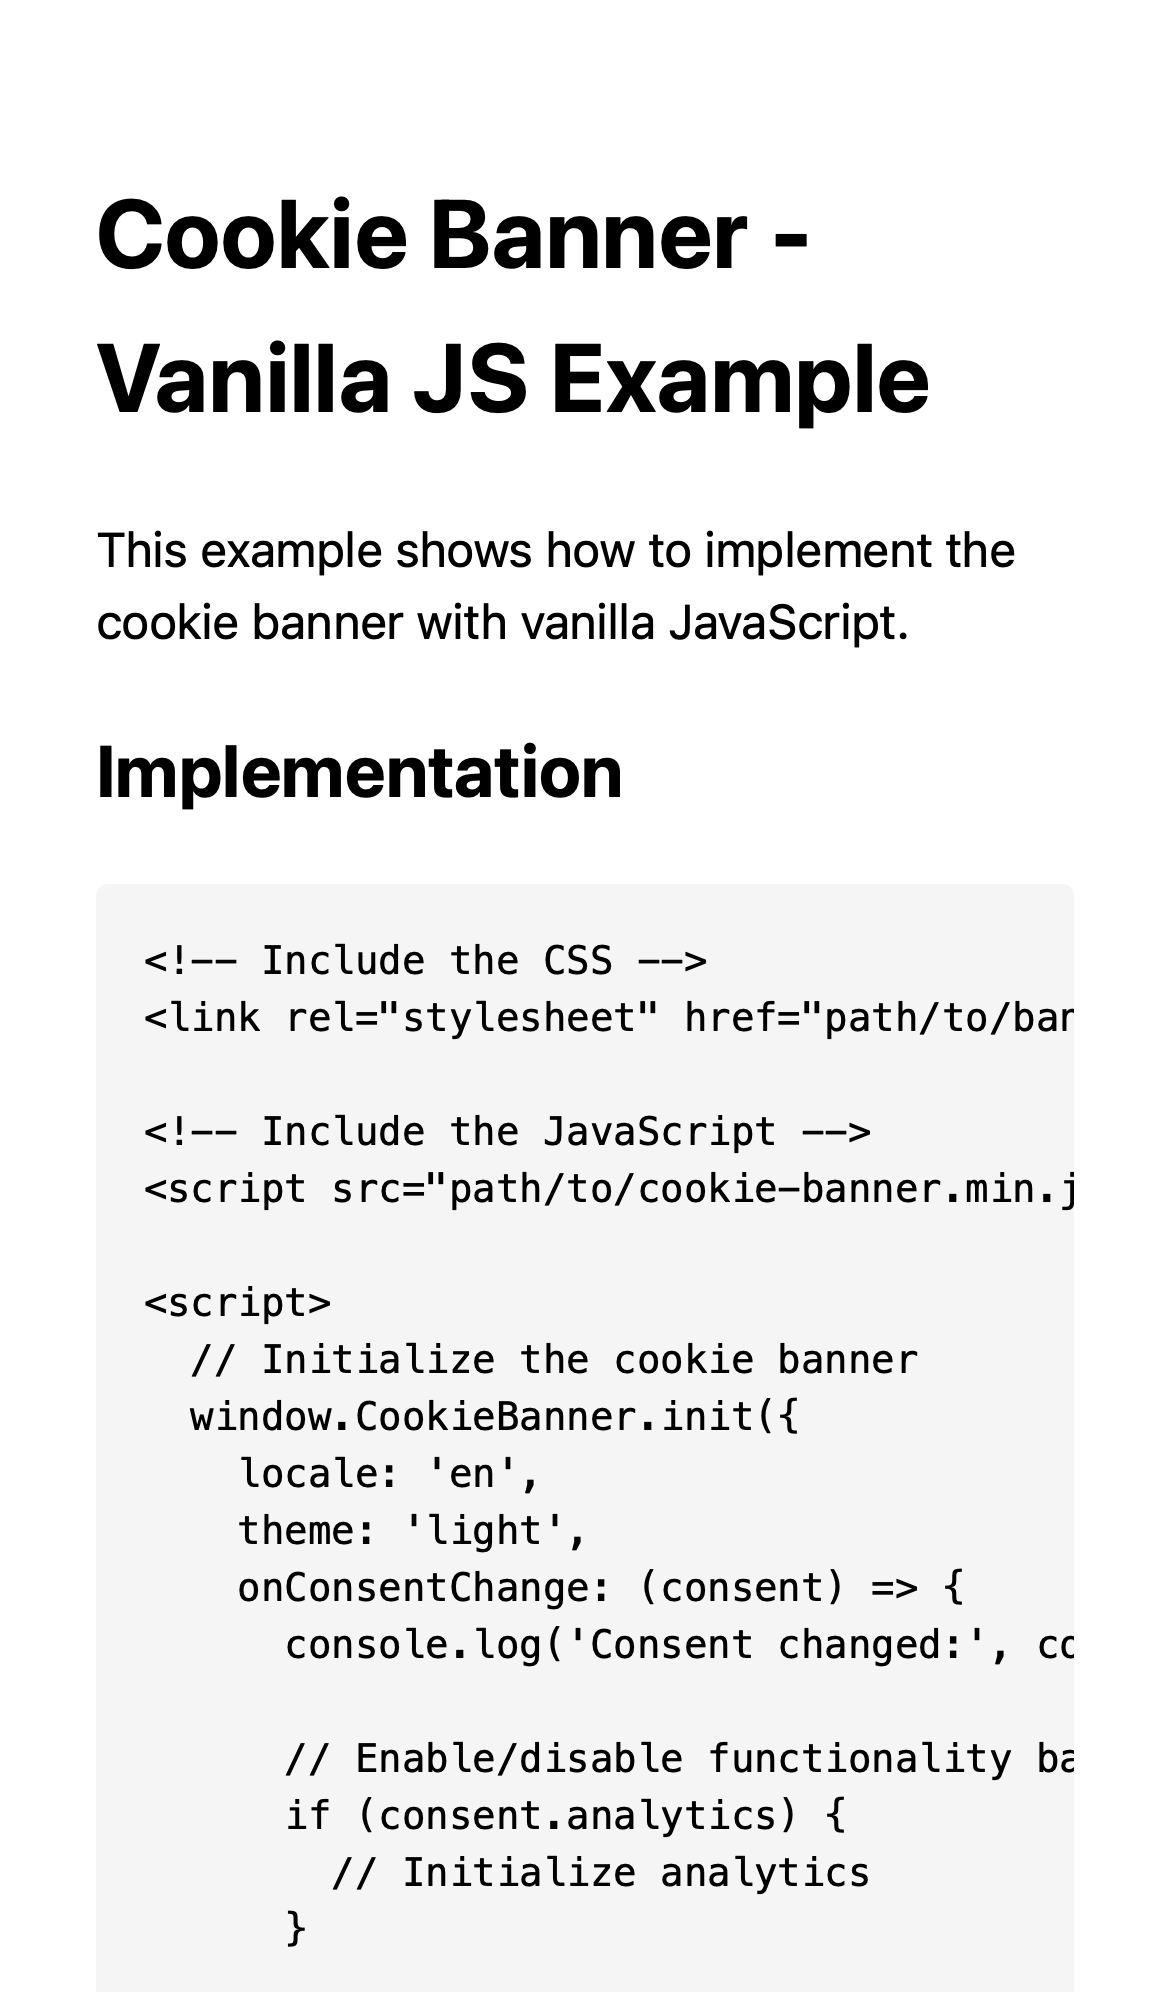 Cookie Banner -
Vanilla JS Example
This example shows how to implement the
cookie banner with vanilla JavaScript.
Implementation
<!-- Include the CSS -->
<link rel="stylesheet" href="path/to/ban
<!-- Include the JavaScript -->
<script src="path/to/cookie-banner.min.j
<script>
  // Initialize the cookie banner
  window.CookieBanner.init({
    locale: 'en',
    theme: 'light',
    onConsentChange: (consent) => {
      console.log('Consent changed:', co
      // Enable/disable functionality ba
      if (consent.analytics) {
        // Initialize analytics
      }